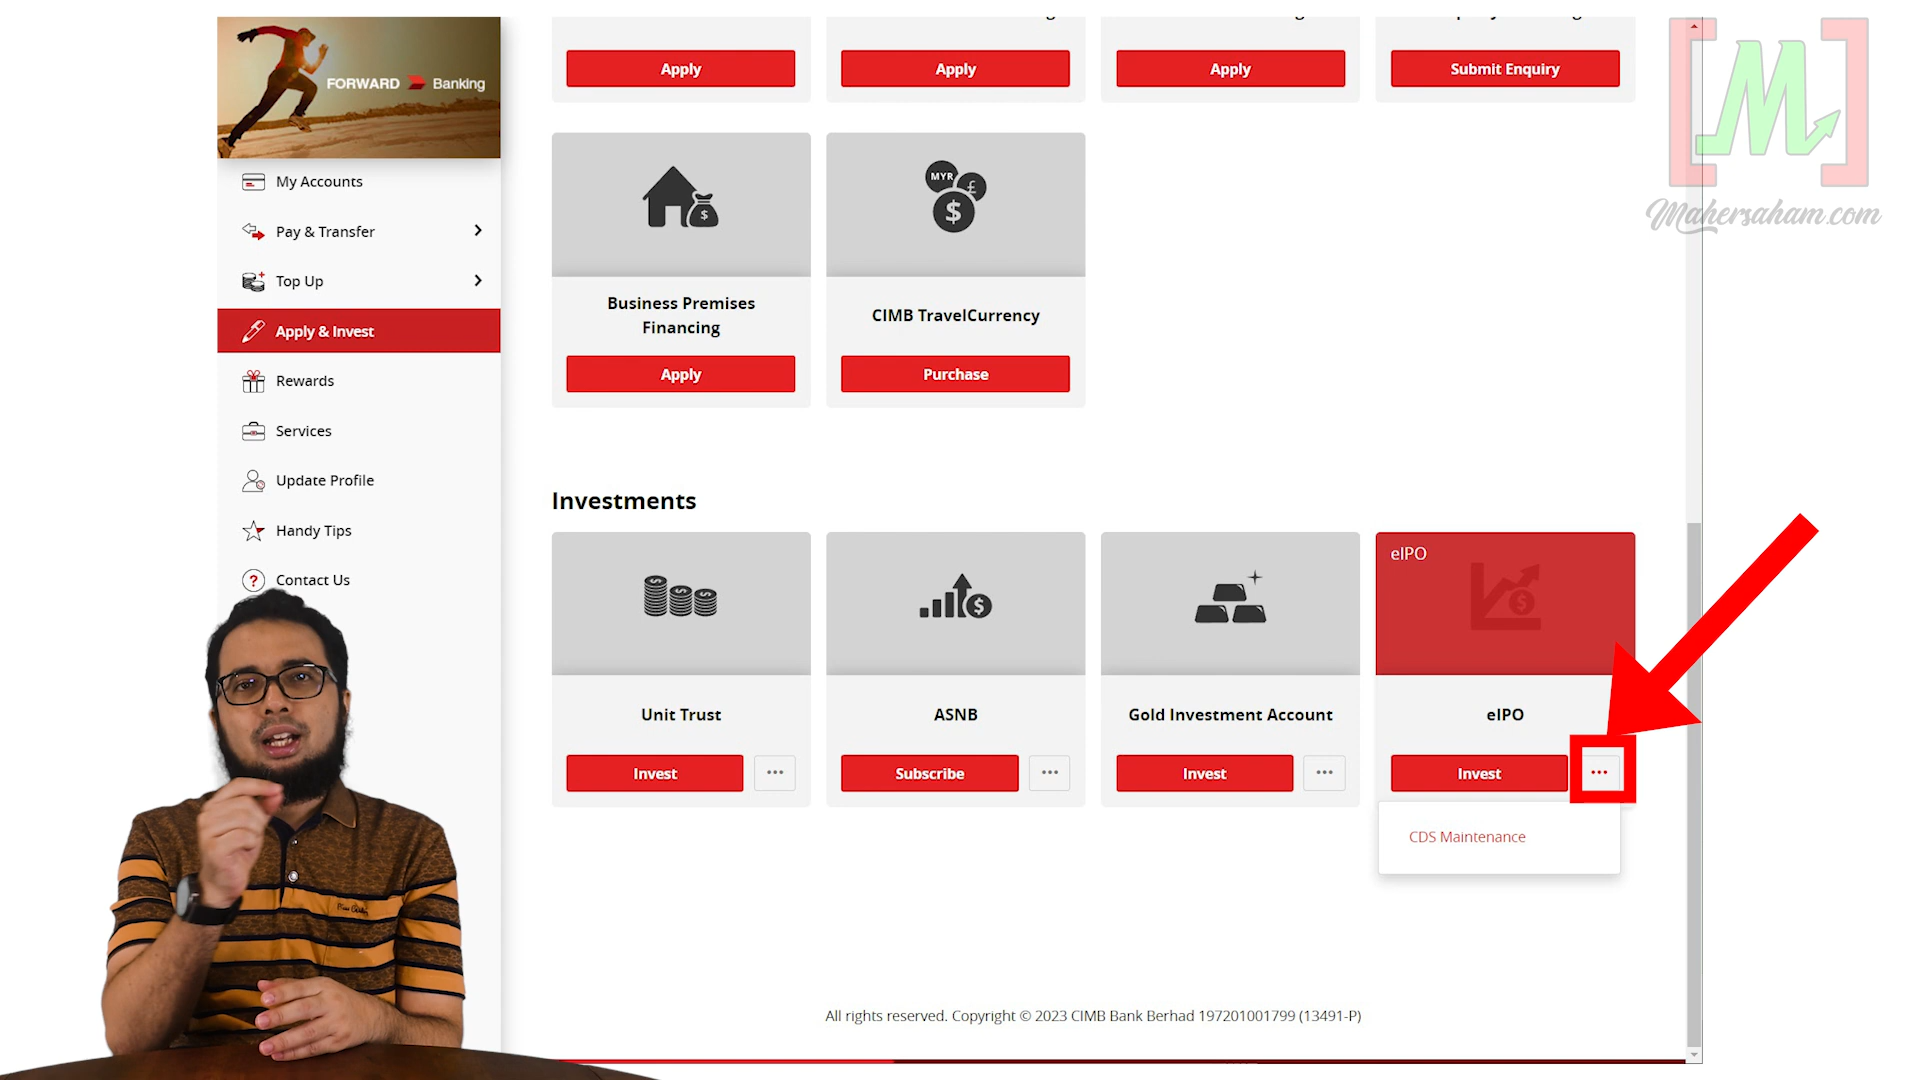 FORWARD Banking
My Accounts
Pay & Transfer
Top Up
Apply & Invest
Rewards
Services
Update Profile
Handy Tips
Contact Us
Apply
Apply
Apply
Submit Enquiry
MYR
£
$
$
Business Premises
Financing
CIMB TravelCurrency
Apply
Purchase
Investments
eIPO
Unit Trust
ASNB
Gold Investment Account
eIPO
Invest
Subscribe
Invest
Invest
CDS Maintenance
All rights reserved. Copyright © 2023 CIMB Bank Berhad 197201001799 (13491-P)
[M]
Mahersaham.com